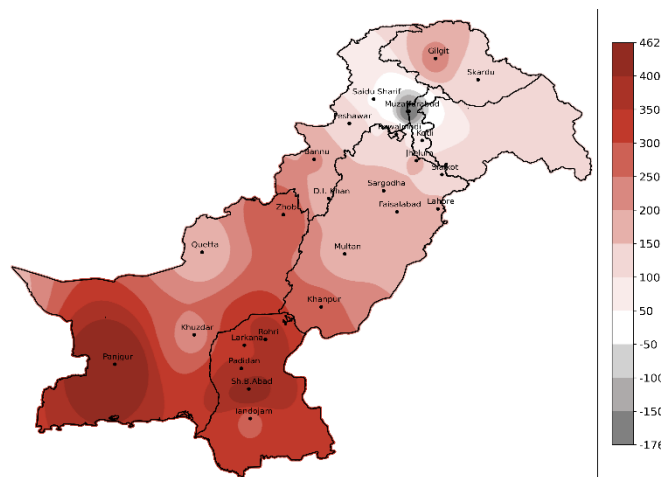 Gilgit
Skardu
Saidu Sharif
Muzaffarabad
Peshawar
Rawalpindi
Kotli
Bannu
Jhelum
Sialkot
D.I. Khan
Sargodha
Zhob
Faisalabad
Lahore
Quetta
Multan
Khanpur
Khuzdar
Rohri
Larkana
Panjgur
Padidan
Sh.B.Abad
Tandojam
462
400
350
300
250
200
150
100
50
-50
-100
-150
-176